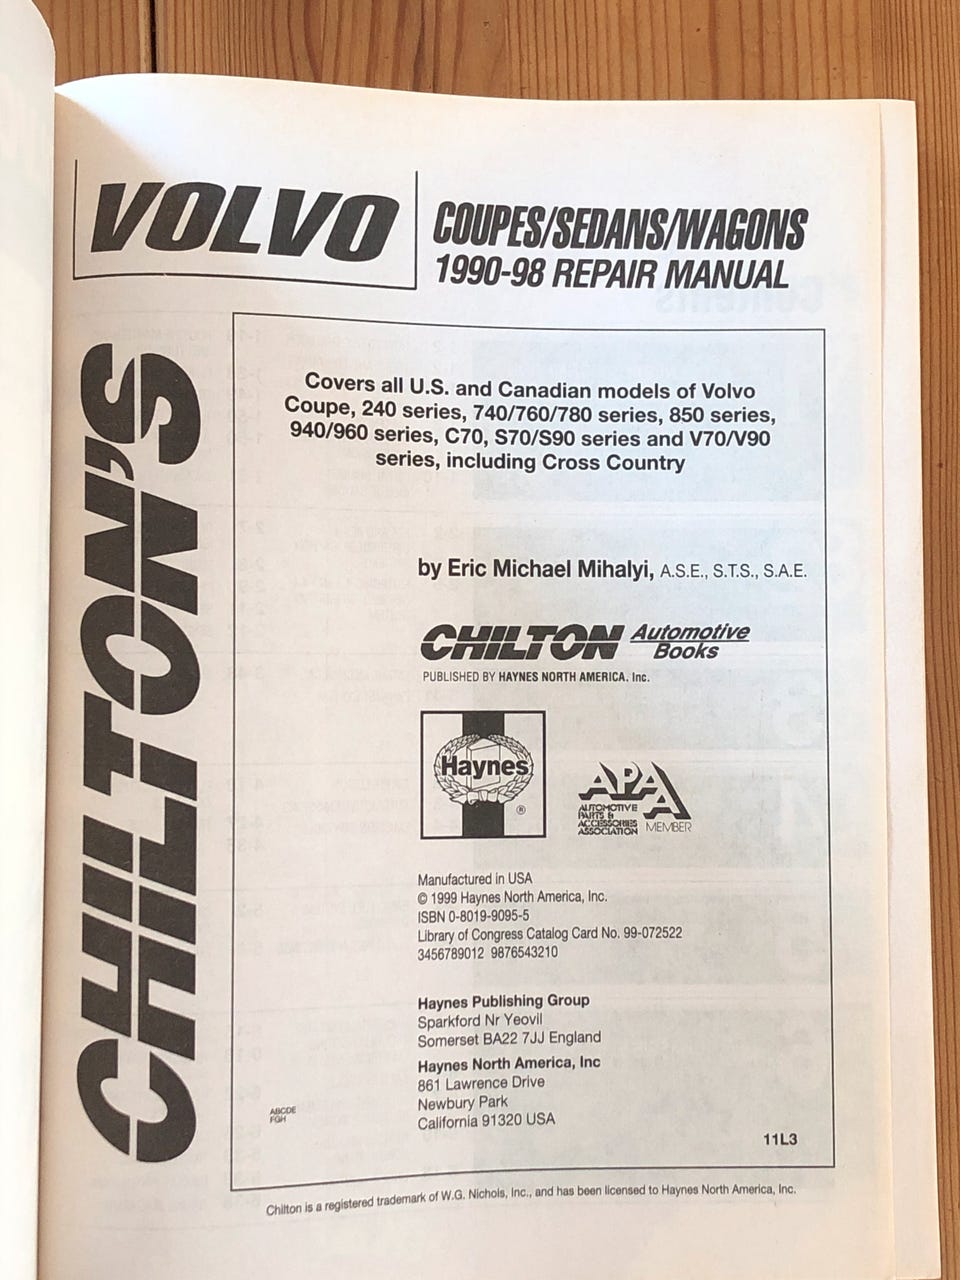 VOLVO
COUPES/SEDANS/WAGONS
1990-98 REPAIR MANUAL
CHILTON'S
Covers all U.S. and Canadian models of Volvo
Coupe, 240 series, 740/760/780 series, 850 series,
940/960 series, C70, S70/S90 series and V70/V90
series, including Cross Country
by Eric Michael Mihalyi, A.S.E., S.T.S., S.A.E.
CHILTON Automotive
Books
PUBLISHED BY HAYNES NORTH AMERICA. Inc.
Haynes
®
APAA
AUTOMOTIVE
PARTS &
ACCESSORIES
ASSOCIATION
MEMBER
Manufactured in USA
© 1999 Haynes North America, Inc.
ISBN 0-8019-9095-5
Library of Congress Catalog Card No. 99-072522
3456789012 9876543210
Haynes Publishing Group
Sparkford Nr Yeovil
Somerset BA22 7JJ England
Haynes North America, Inc
861 Lawrence Drive
Newbury Park
California 91320 USA
ABCDE
FGH
11L3
Chilton is a registered trademark of W.G. Nichols, Inc., and has been licensed to Haynes North America, Inc.